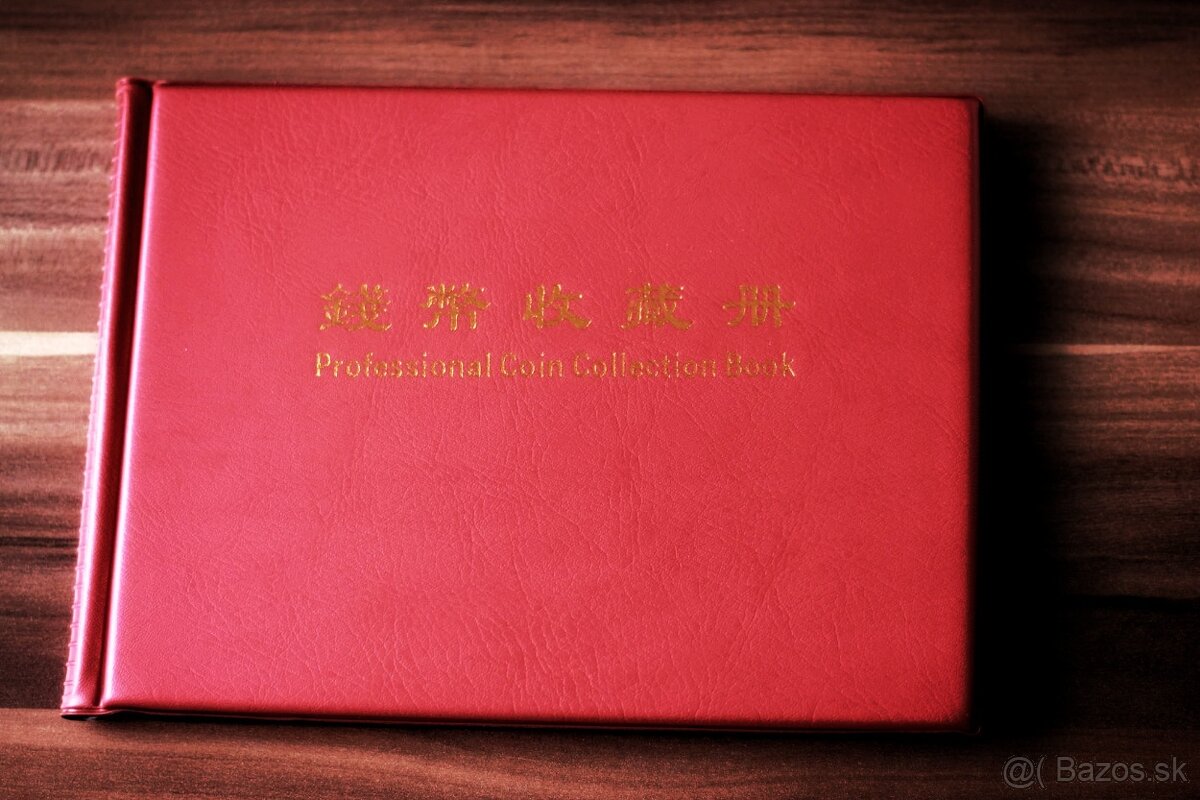 錢幣收藏册
Professional Coin Collection Book
@( Bazos.sk